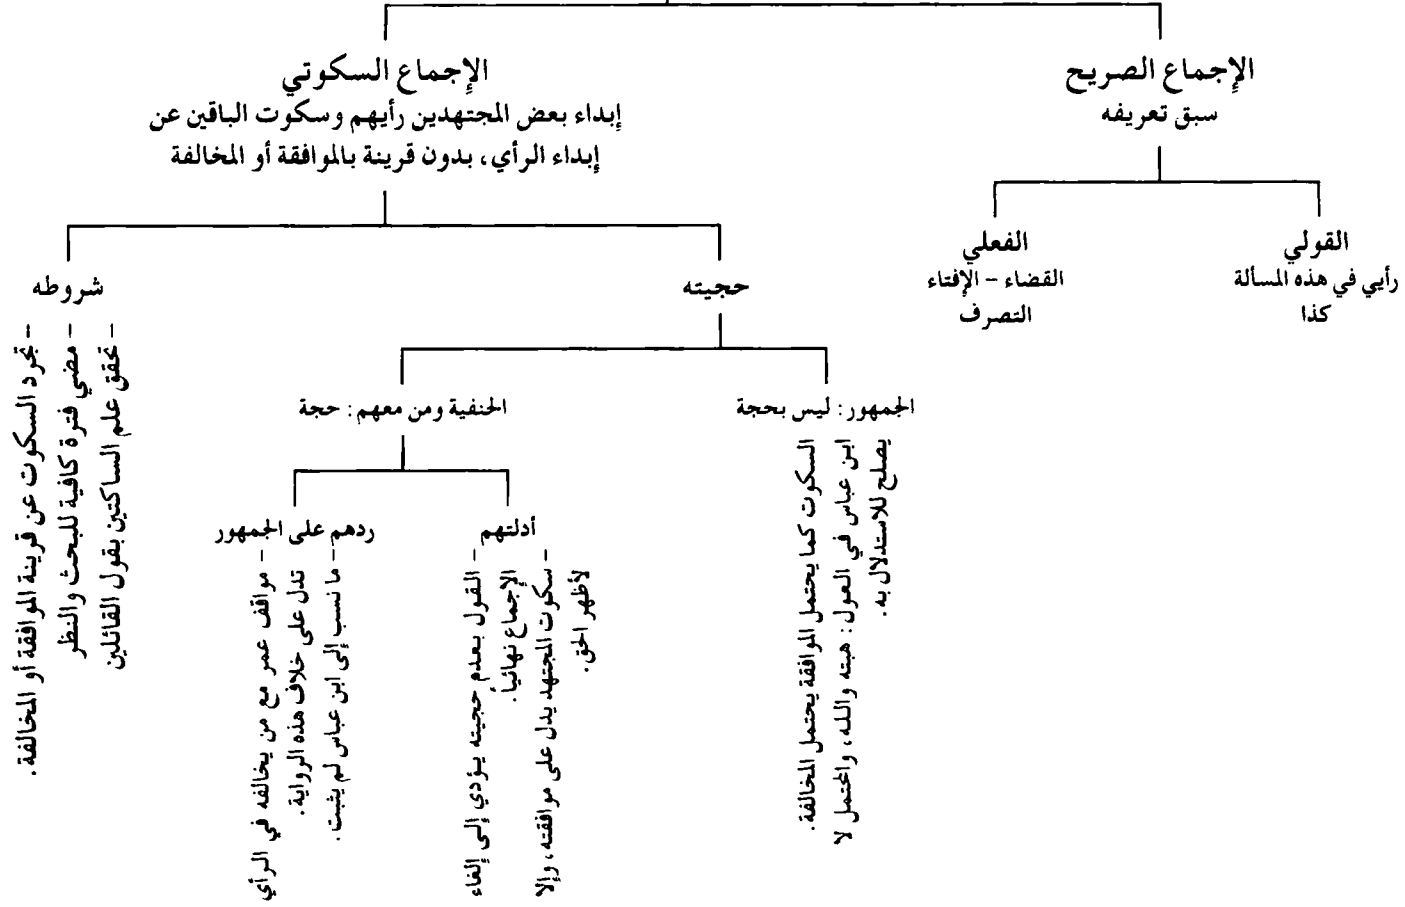 الإجماع الصريح
سبق تعريفه
القولي
رأيي في هذه المسألة
كذا
الفعلي
القضاء – الإفتاء
التصرف
الإجماع السكوتي
إبداء بعض المجتهدين رأيهم وسكوت الباقين عن
إبداء الرأي، بدون قرينة بالموافقة أو المخالفة
حجيته
الجمهور: ليس بحجة
السكوت كما يحتمل الموافقة يحتمل المخالفة.
ابن عباس في العول: هبته والله، والمحتمل لا
يصلح للاستدلال به.
الحنفية ومن معهم: حجة
أدلتهم
- القول بعدم حجيته يؤدي إلى إلغاء
الإجماع نهائياً.
- سكوت المجتهد يدل على موافقته، وإلا
لأظهر الحق.
ردهم على الجمهور
- مواقف عمر مع من يخالفه في الرأي
تدل على خلاف هذه الرواية.
- ما نسب إلى ابن عباس لم يثبت.
شروطه
- تجرد السكوت عن قرينة الموافقة أو المخالفة.
- مضي فترة كافية للبحث والنظر
- تحقق علم الساكتين بقول القائلين